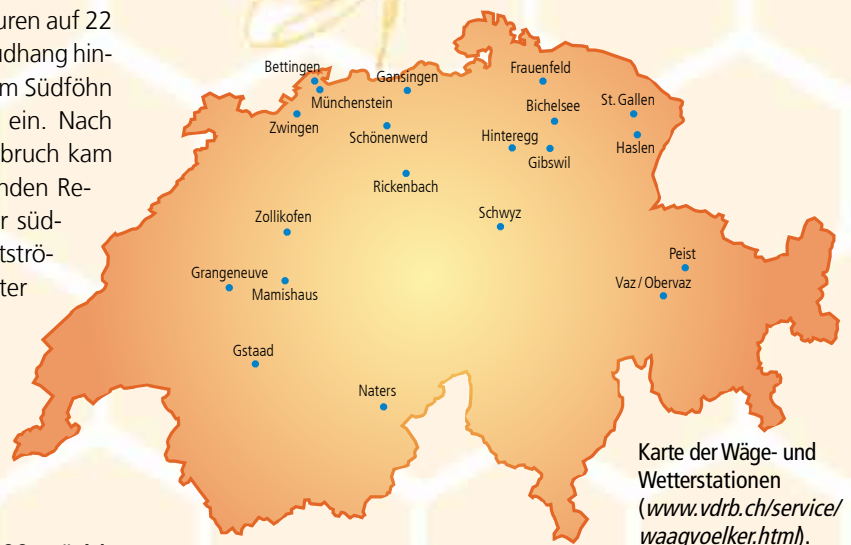 uren auf 22
udhang hin-
m Südföhn
ein. Nach
bruch kam
nden Re-
r süd-
tströ-
ter
Bettingen
Münchenstein
Zwingen
Gansingen
Schönenwerd
Frauenfeld
Bichelsee
St. Gallen
Haslen
Hinteregg
Gibswil
Rickenbach
Zollikofen
Schwyz
Grangeneuve
Mamishaus
Peist
Vaz / Obervaz
Gstaad
Naters
Karte der Wäge- und
Wetterstationen
(www.vdrb.ch/service/
waagvoelker.html).